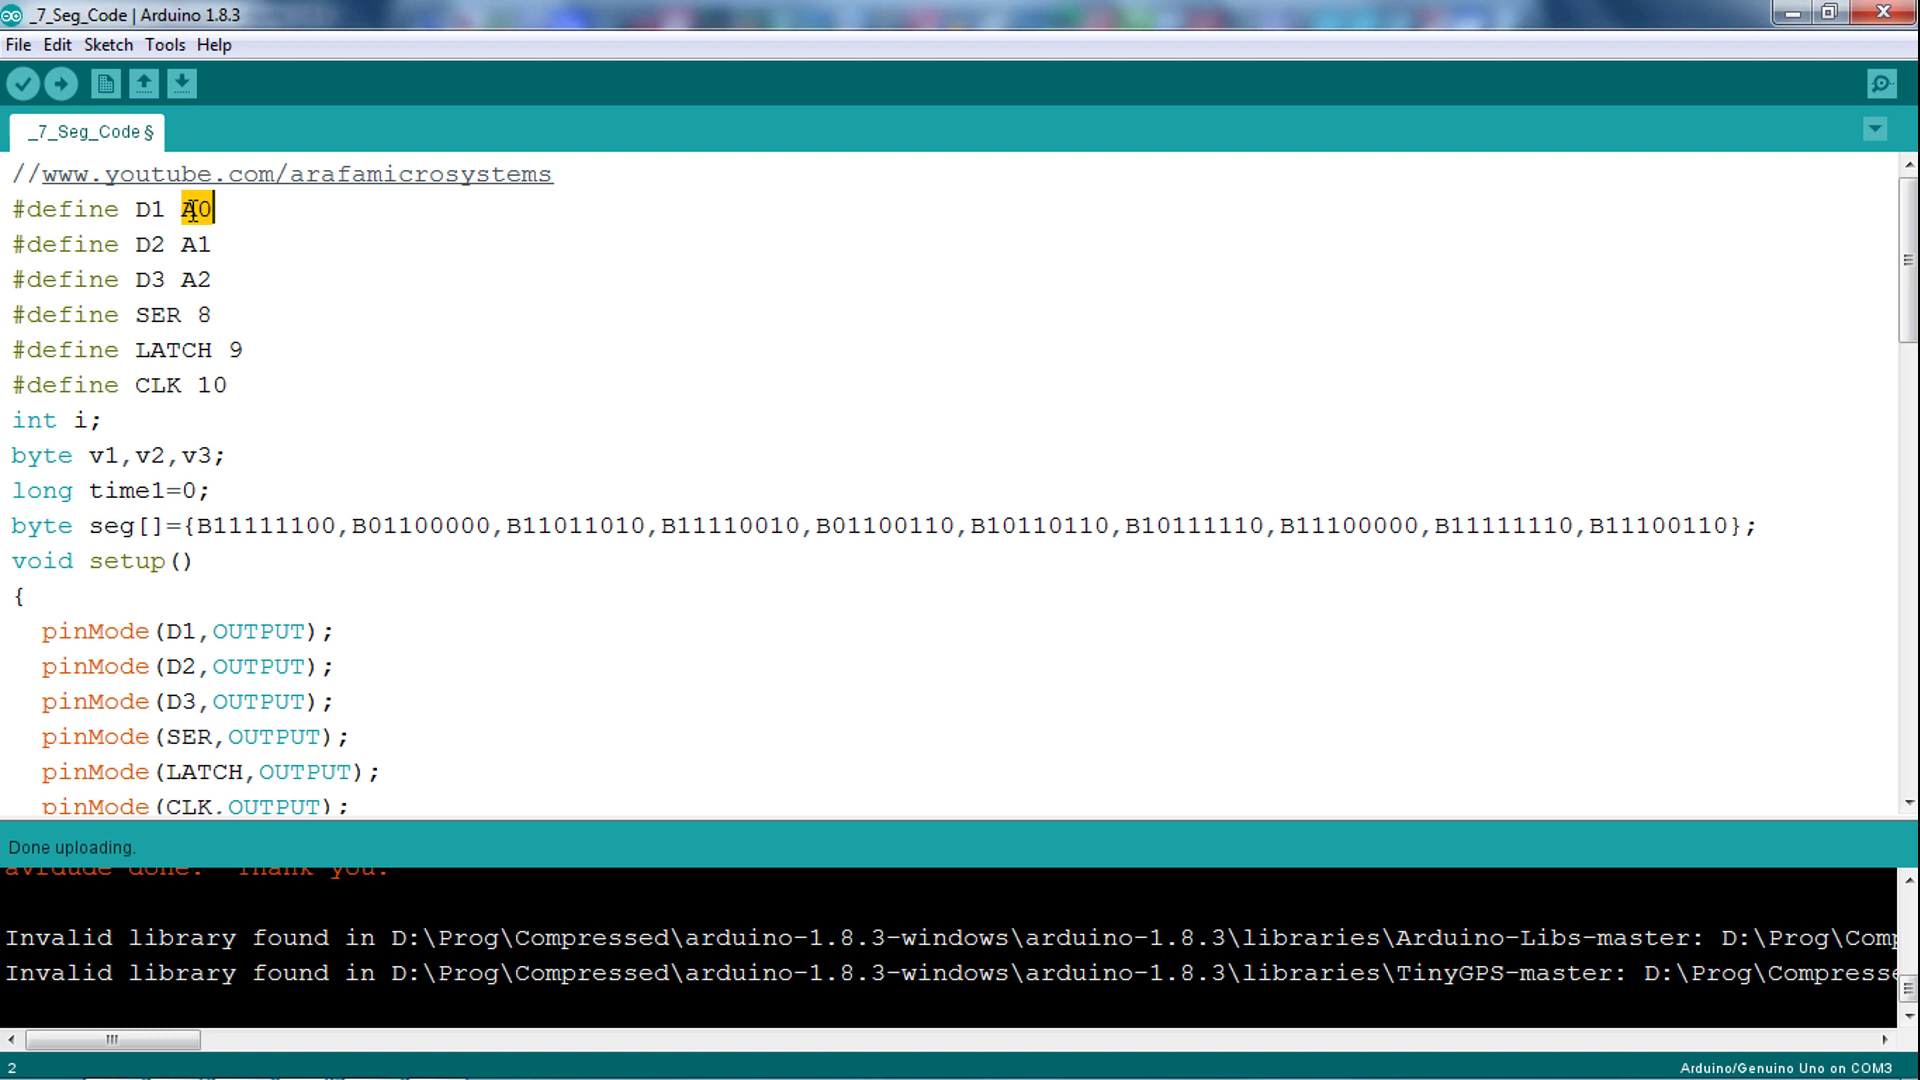 _7_Seg_Code | Arduino 1.8.3
File Edit Sketch Tools Help
_7_Seg_Code §
//www.youtube.com/arafamicrosystems
#define D1 A0
#define D2 A1
#define D3 A2
#define SER 8
#define LATCH 9
#define CLK 10
int i;
byte v1,v2,v3;
long time1=0;
byte seg[]={B11111100,B01100000,B11011010,B11110010,B01100110,B10110110,B10111110,B11100000,B11111110,B11100110};
void setup()
{
pinMode(D1,OUTPUT);
pinMode(D2,OUTPUT);
pinMode(D3,OUTPUT);
pinMode(SER,OUTPUT);
pinMode(LATCH,OUTPUT);
pinMode(CLK,OUTPUT);
Done uploading.
avrdude done. Thank you.
Invalid library found in D:\Prog\Compressed\arduino-1.8.3-windows\arduino-1.8.3\libraries\Arduino-Libs-master: D:\Prog\Comp
Invalid library found in D:\Prog\Compressed\arduino-1.8.3-windows\arduino-1.8.3\libraries\TinyGPS-master: D:\Prog\Compresse
2
Arduino/Genuino Uno on COM3